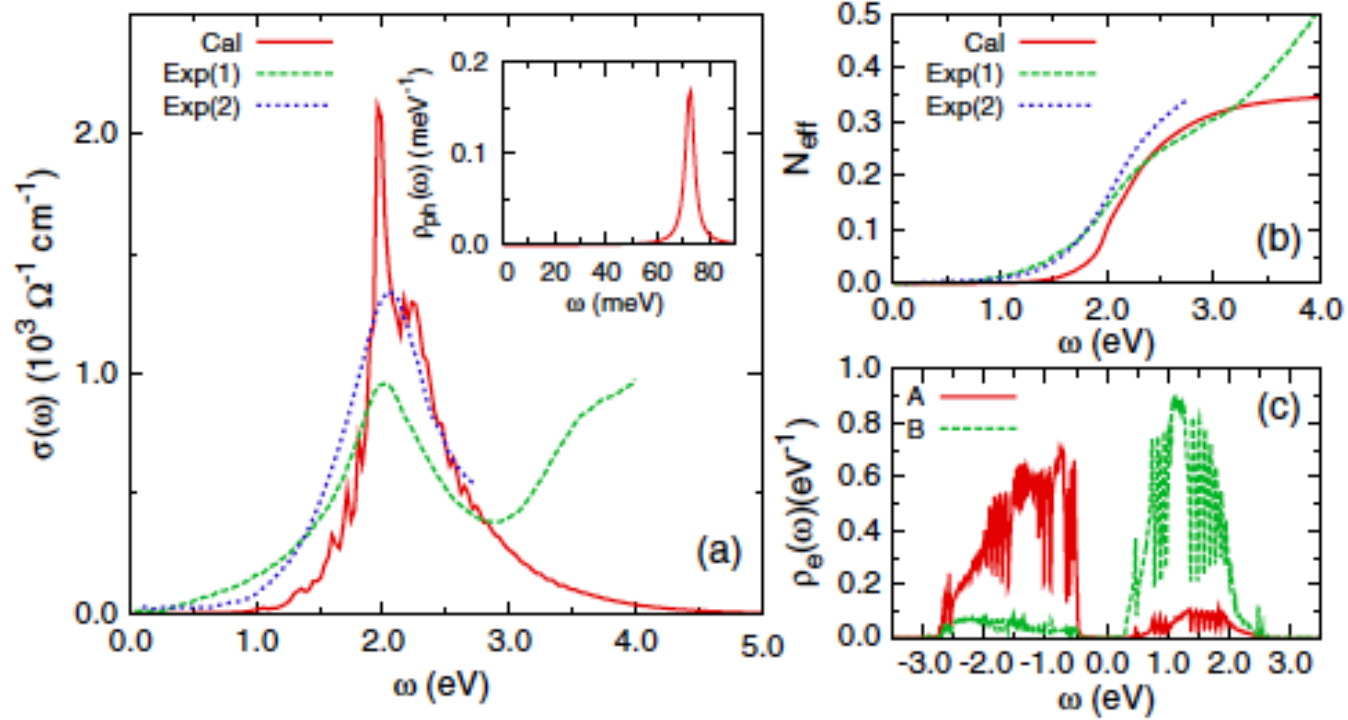 Cal
Exp(1)
Exp(2)
2.0
1.0
0.0
σ(ω) (10³ Ω⁻¹ cm⁻¹)
0.0 1.0 2.0 3.0 4.0 5.0
ω (eV)
(a)
0.2
0.1
0.0
ρph(ω) (meV⁻¹)
0 20 40 60 80
ω (meV)
0.5
0.4
0.3
0.2
0.1
0.0
Neff
Cal
Exp(1)
Exp(2)
(b)
0.0 1.0 2.0 3.0 4.0
ω (eV)
1.0
0.8
0.6
0.4
0.2
0.0
ρe(ω)(eV⁻¹)
A
B
(c)
-3.0 -2.0 -1.0 0.0 1.0 2.0 3.0
ω (eV)